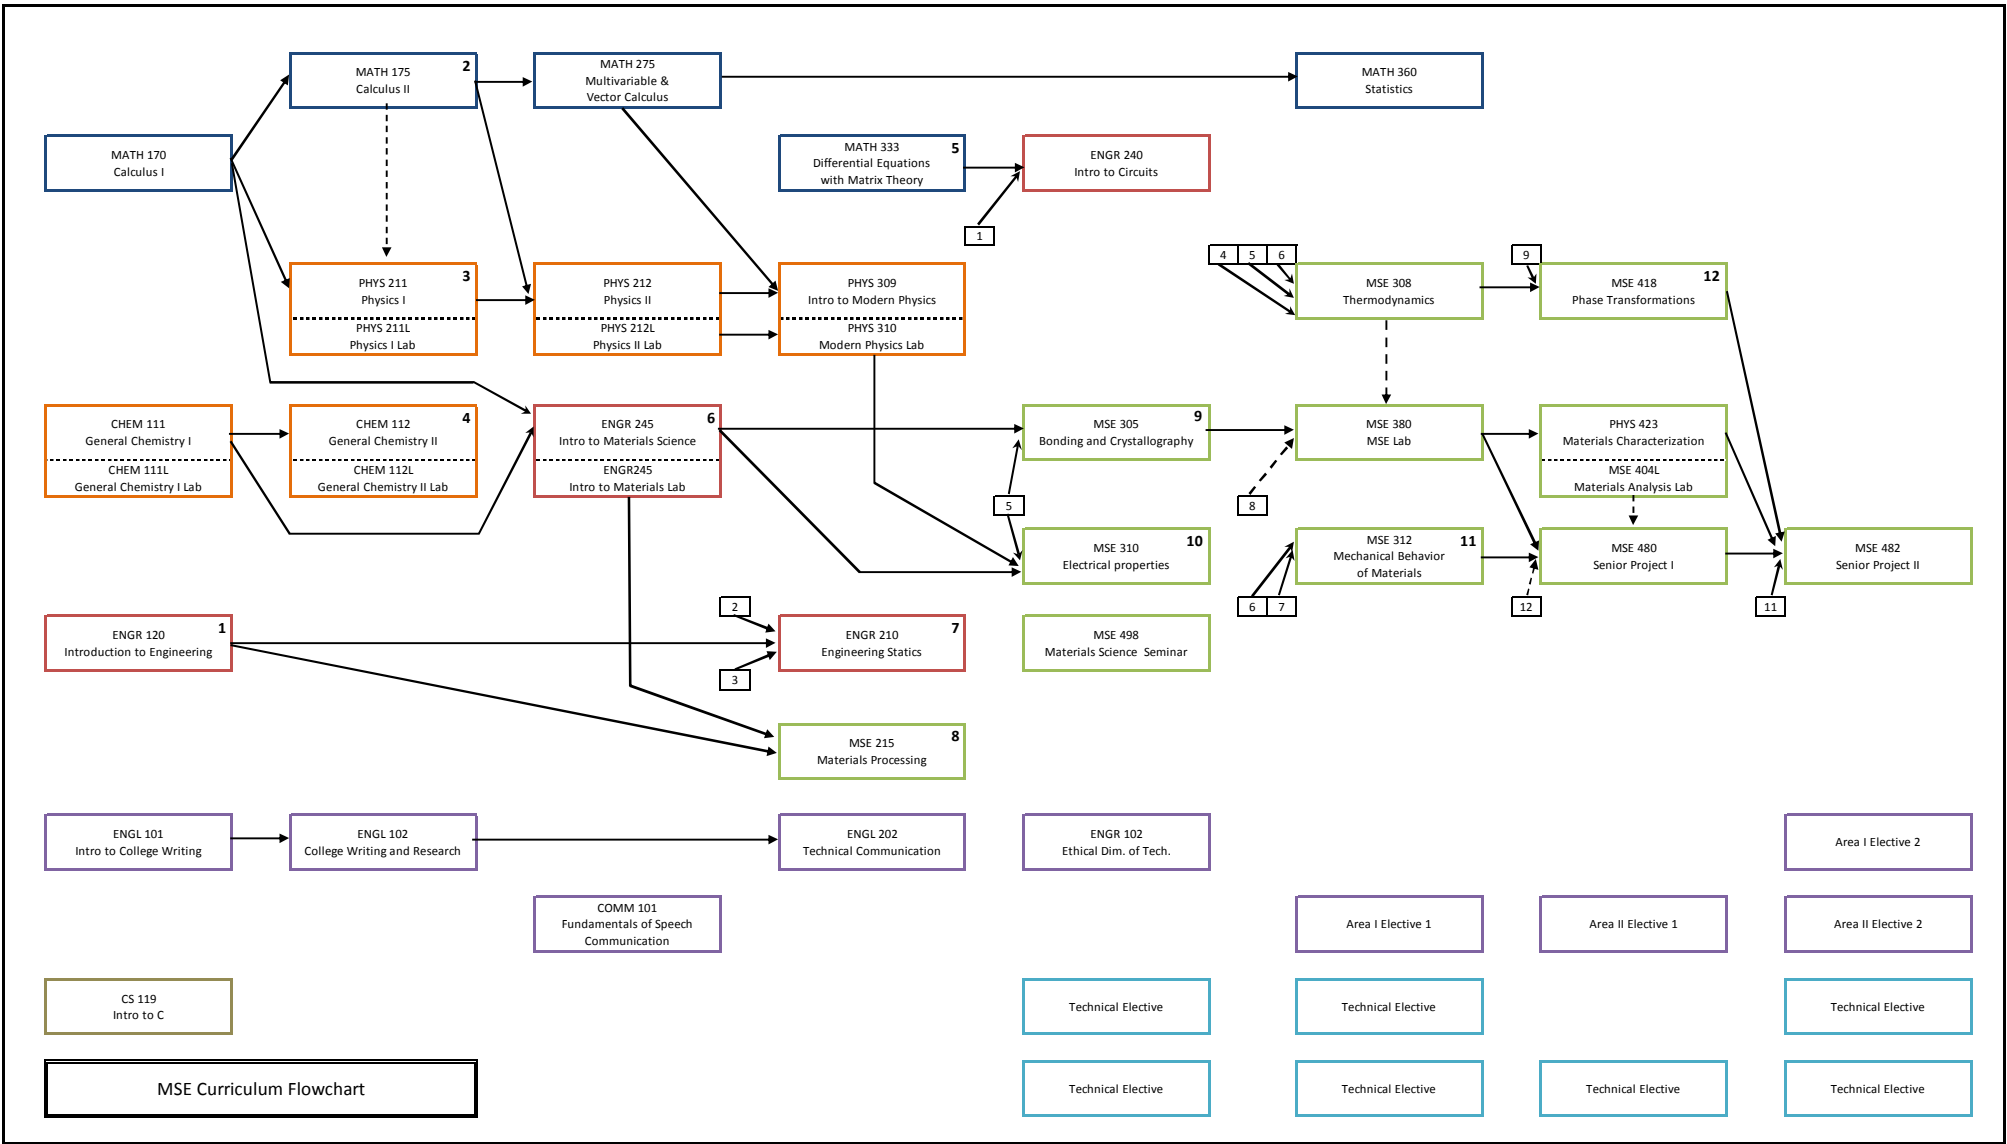 MATH 175
2
Calculus II
MATH 275
Multivariable &
Vector Calculus
MATH 360
Statistics
MATH 170
Calculus I
MATH 333
5
Differential Equations
with Matrix Theory
ENGR 240
Intro to Circuits
1
4
5
6
9
PHYS 211
3
Physics I
PHYS 211L
Physics I Lab
PHYS 212
Physics II
PHYS 212L
Physics II Lab
PHYS 309
Intro to Modern Physics
PHYS 310
Modern Physics Lab
MSE 308
Thermodynamics
MSE 418
12
Phase Transformations
CHEM 111
General Chemistry I
CHEM 111L
General Chemistry I Lab
CHEM 112
4
General Chemistry II
CHEM 112L
General Chemistry II Lab
ENGR 245
6
Intro to Materials Science
ENGR245
Intro to Materials Lab
MSE 305
9
Bonding and Crystallography
MSE 380
MSE Lab
PHYS 423
Materials Characterization
MSE 404L
Materials Analysis Lab
5
8
MSE 310
10
Electrical properties
MSE 312
11
Mechanical Behavior
of Materials
MSE 480
Senior Project I
MSE 482
Senior Project II
2
6
7
12
11
ENGR 120
1
Introduction to Engineering
ENGR 210
7
Engineering Statics
MSE 498
Materials Science  Seminar
3
MSE 215
8
Materials Processing
ENGL 101
Intro to College Writing
ENGL 102
College Writing and Research
ENGL 202
Technical Communication
ENGR 102
Ethical Dim. of Tech.
Area I Elective 2
COMM 101
Fundamentals of Speech
Communication
Area I Elective 1
Area II Elective 1
Area II Elective 2
CS 119
Intro to C
Technical Elective
Technical Elective
Technical Elective
MSE Curriculum Flowchart
Technical Elective
Technical Elective
Technical Elective
Technical Elective